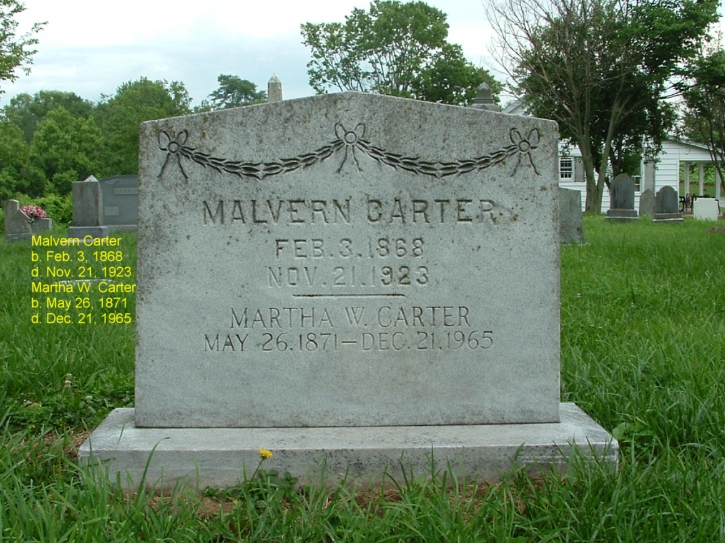 MALVERN CARTER
FEB. 3. 1868
NOV. 21. 1923
MARTHA W. CARTER
MAY 26. 1871—DEC. 21. 1965
Malvern Carter
b. Feb. 3, 1868
d. Nov. 21, 1923
Martha W. Carter
b. May 26, 1871
d. Dec. 21, 1965